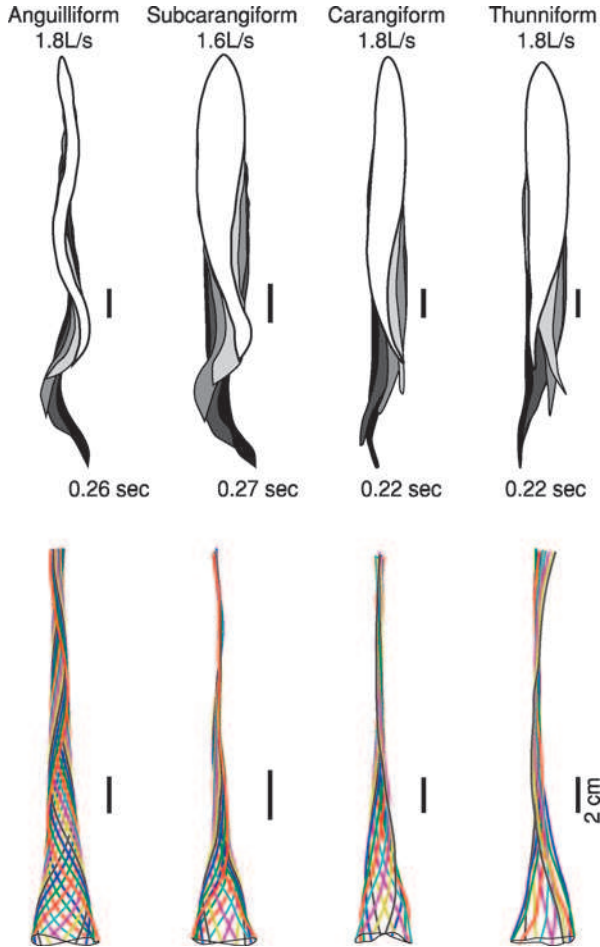 Anguilliform Subcarangiform Carangiform Thunniform
1.8L/s 1.6L/s 1.8L/s 1.8L/s
0.26 sec 0.27 sec 0.22 sec 0.22 sec
2 cm